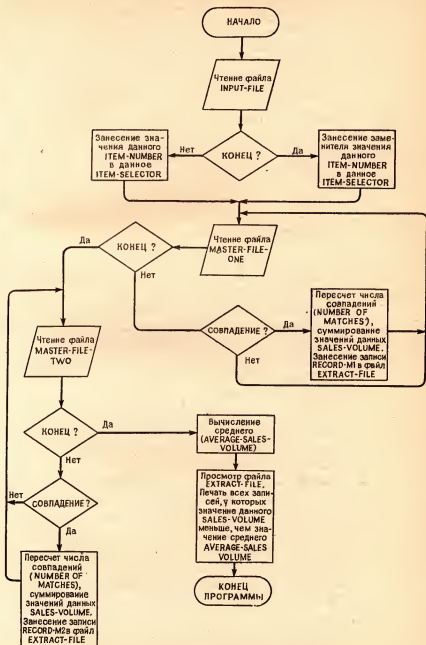 НАЧАЛО
Чтение файла
INPUT-FILE
КОНЕЦ ?
Нет
Да
Занесение зна-
чения данного
ITEM-NUMBER
в данное
ITEM-SELECTOR
Занесение заме-
нителя значения
данного
ITEM-NUMBER
в данное
ITEM-SELECTOR
Чтение файла
MASTER-FILE-
ONE
КОНЕЦ ?
Да
Нет
СОВПАДЕНИЕ ?
Да
Нет
Пересчет числа
совпадений
(NUMBER OF
MATCHES),
суммирование
значений данных
SALES-VOLUME.
Занесение записи
RECORD-M1 в файл
EXTRACT-FILE
Чтение файла
MASTER-FILE-
TWO
КОНЕЦ ?
Да
Нет
СОВПАДЕНИЕ ?
Нет
Да
Пересчет числа
совпадений
(NUMBER OF
MATCHES),
суммирование
значений данных
SALES-VOLUME.
Занесение записи
RECORD-M2 в файл
EXTRACT-FILE
Вычисление
среднего
(AVERAGE-SALES-
VOLUME)
Просмотр файла
EXTRACT-FILE.
Печать всех запи-
сей, у которых
значение данного
SALES-VOLUME
меньше, чем зна-
чение среднего
AVERAGE-SALES
VOLUME
КОНЕЦ
ПРОГРАММЫ